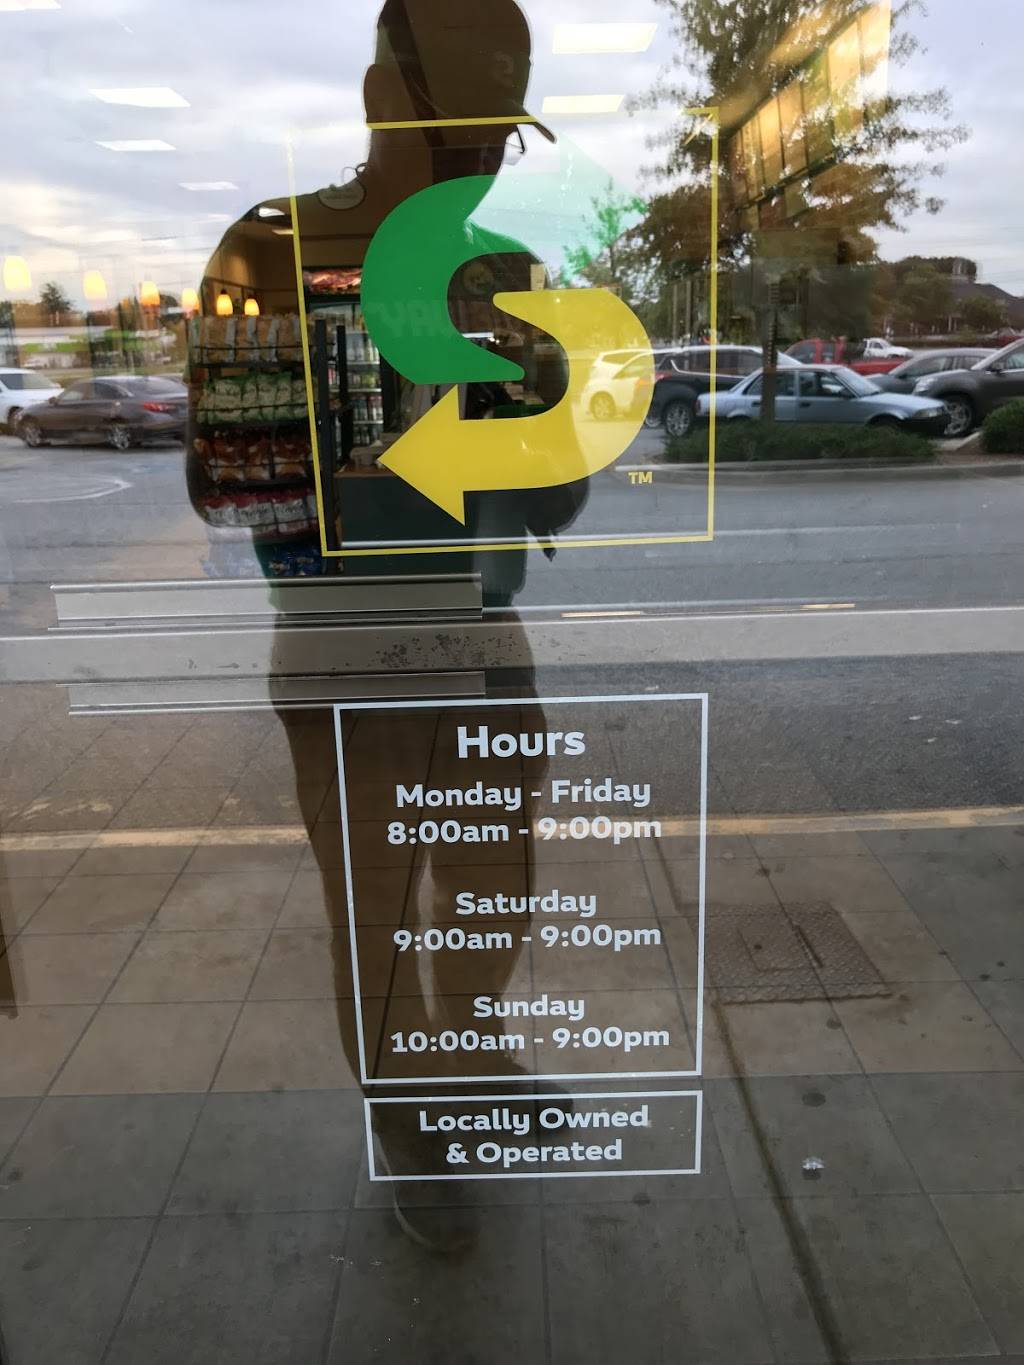 TM
Hours
Monday - Friday
8:00am - 9:00pm
Saturday
9:00am - 9:00pm
Sunday
10:00am - 9:00pm
Locally Owned
& Operated